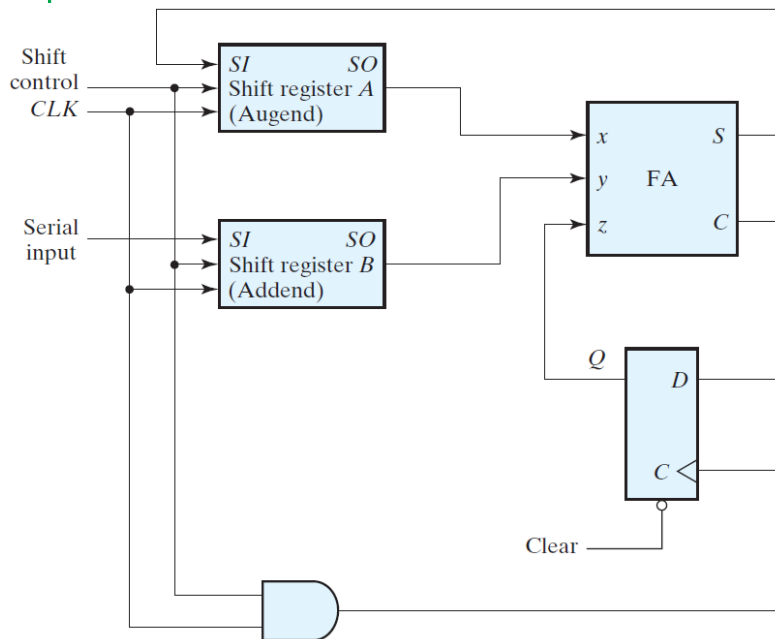 Shift
control
CLK
SI SO
Shift register A
(Augend)
Serial
input
SI SO
Shift register B
(Addend)
x S
y FA
z C
Q
D
C
Clear